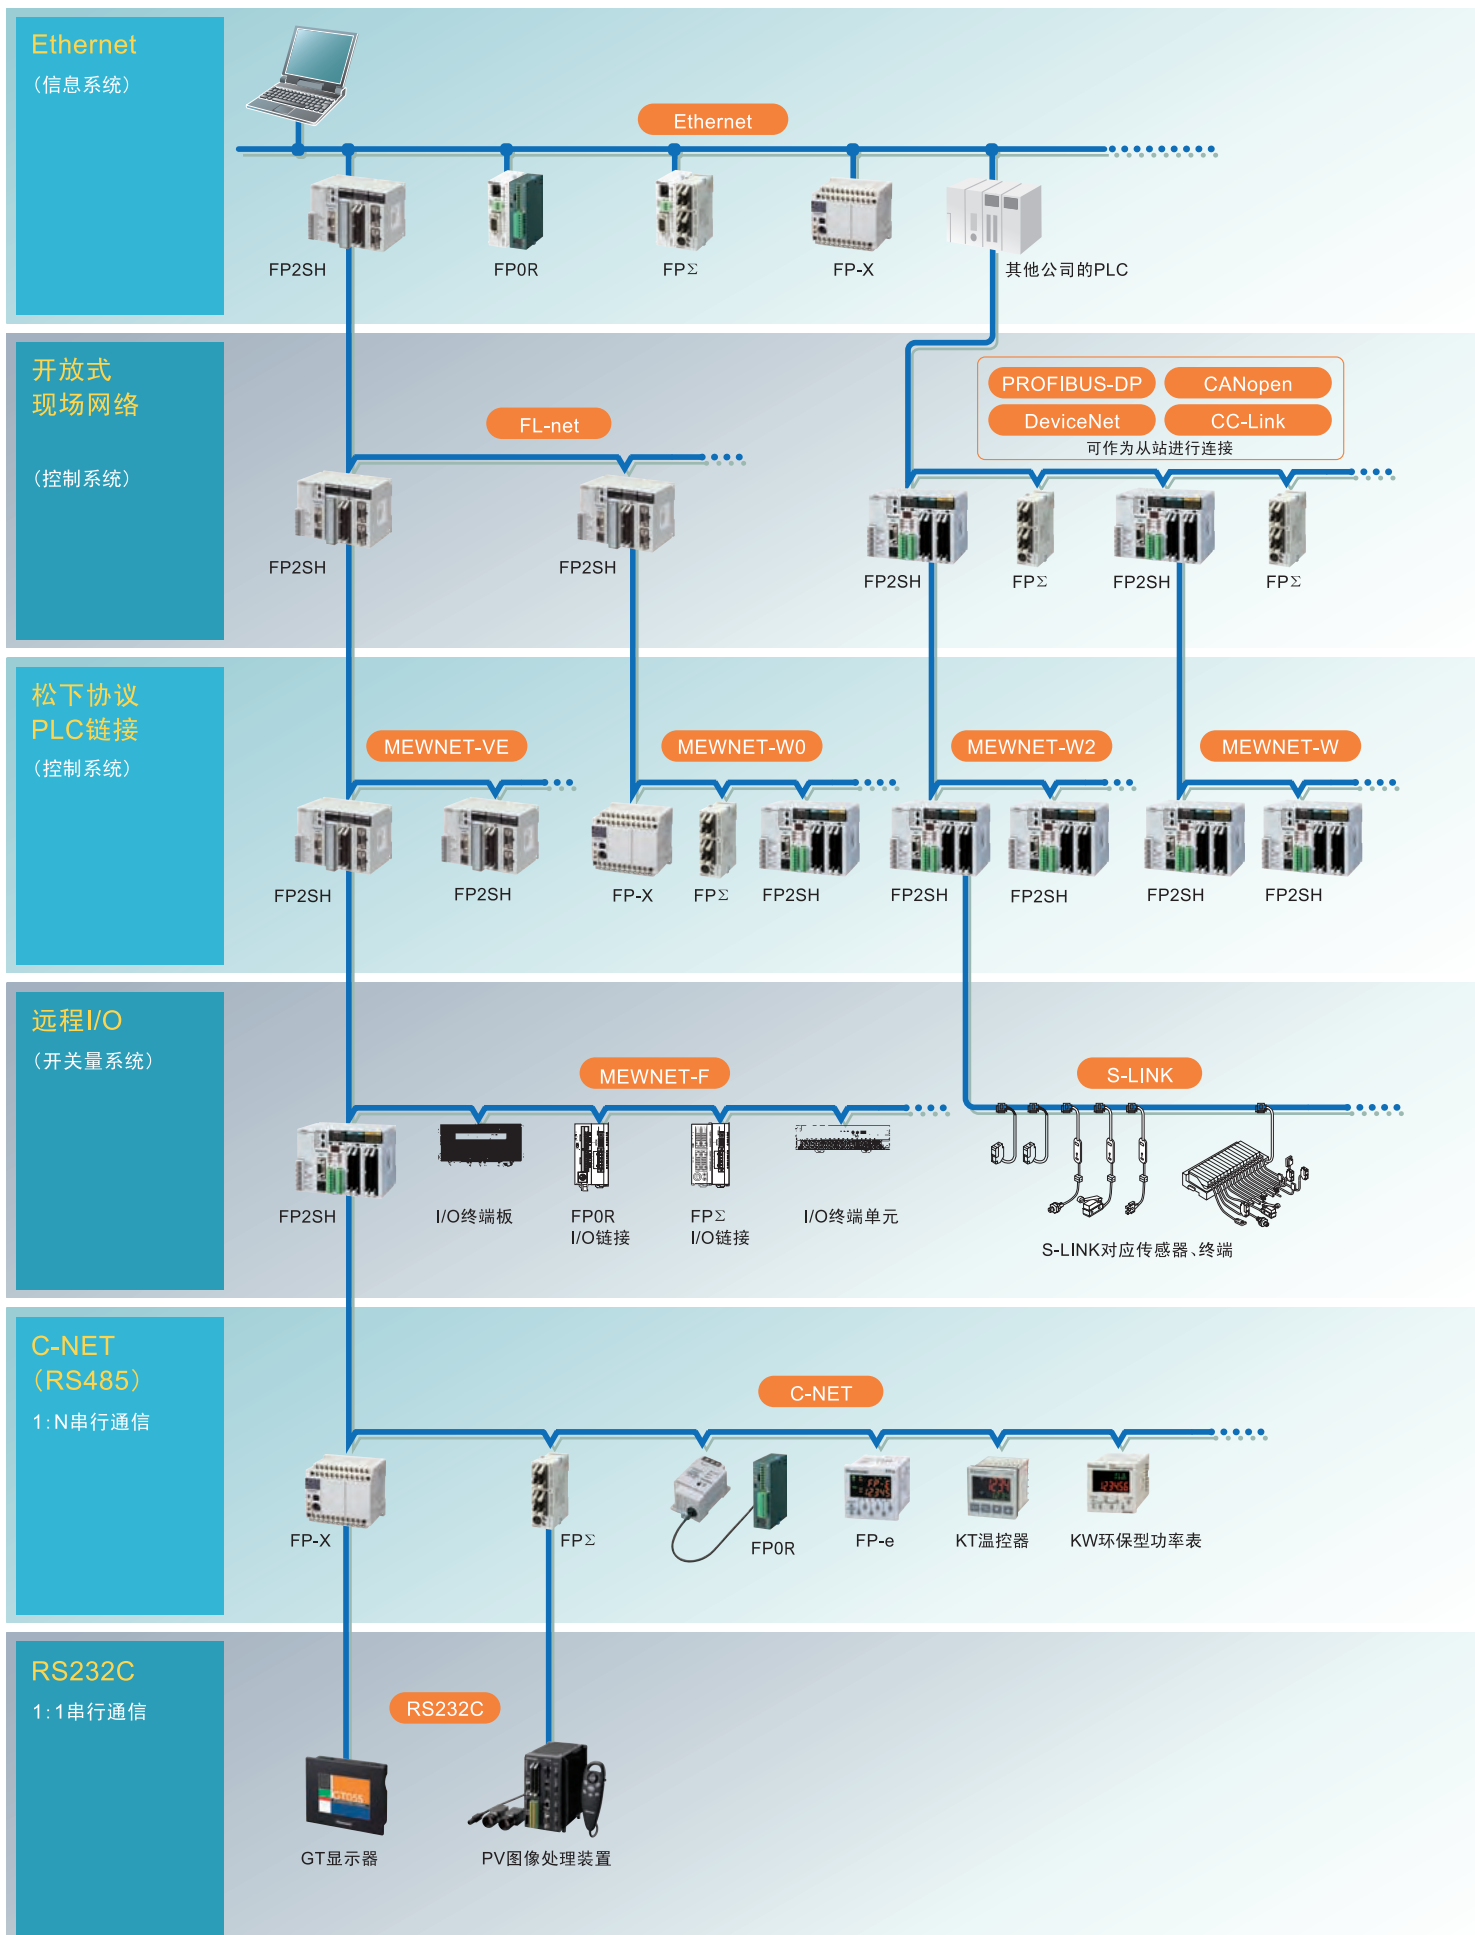 Ethernet
（信息系统）
Ethernet
FP2SH
FP0R
FPΣ
FP-X
其他公司的PLC
开放式
现场网络
（控制系统）
PROFIBUS-DP
CANopen
DeviceNet
CC-Link
可作为从站进行连接
FL-net
FP2SH
FP2SH
FP2SH
FPΣ
FP2SH
FPΣ
松下协议
PLC链接
（控制系统）
MEWNET-VE
MEWNET-W0
MEWNET-W2
MEWNET-W
FP2SH
FP2SH
FP-X
FPΣ
FP2SH
FP2SH
FP2SH
FP2SH
FP2SH
远程I/O
（开关量系统）
MEWNET-F
S-LINK
FP2SH
I/O终端板
FP0R
I/O链接
FPΣ
I/O链接
I/O终端单元
S-LINK对应传感器、终端
C-NET
（RS485）
1:N串行通信
C-NET
FP-X
FPΣ
FP0R
FP-e
KT温控器
KW环保型功率表
RS232C
1:1串行通信
RS232C
GT05S
GT显示器
PV图像处理装置